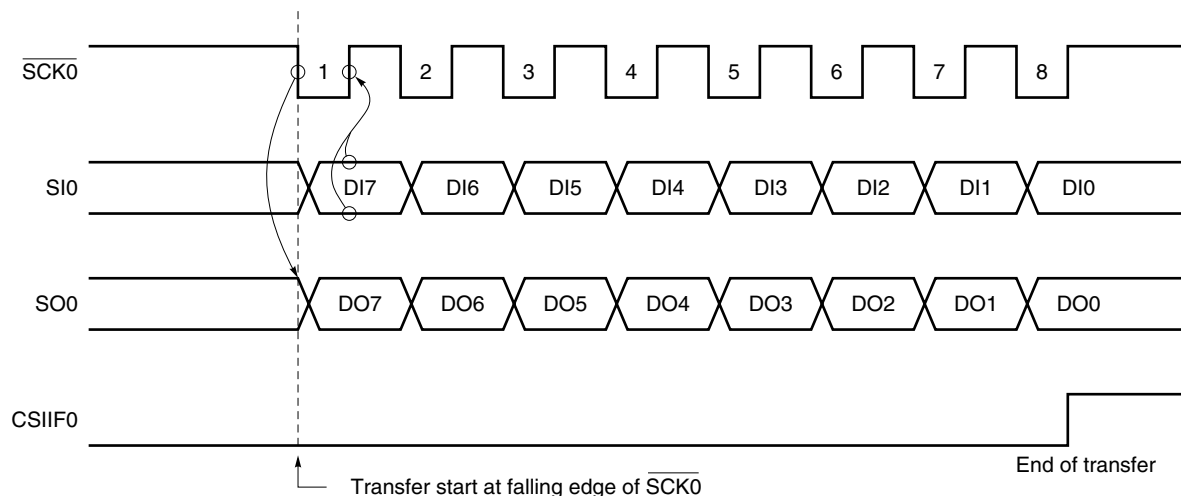 SCK0 1 2 3 4 5 6 7 8
SI0 DI7 DI6 DI5 DI4 DI3 DI2 DI1 DI0
SO0 DO7 DO6 DO5 DO4 DO3 DO2 DO1 DO0
CSIIF0
End of transfer
Transfer start at falling edge of SCK0